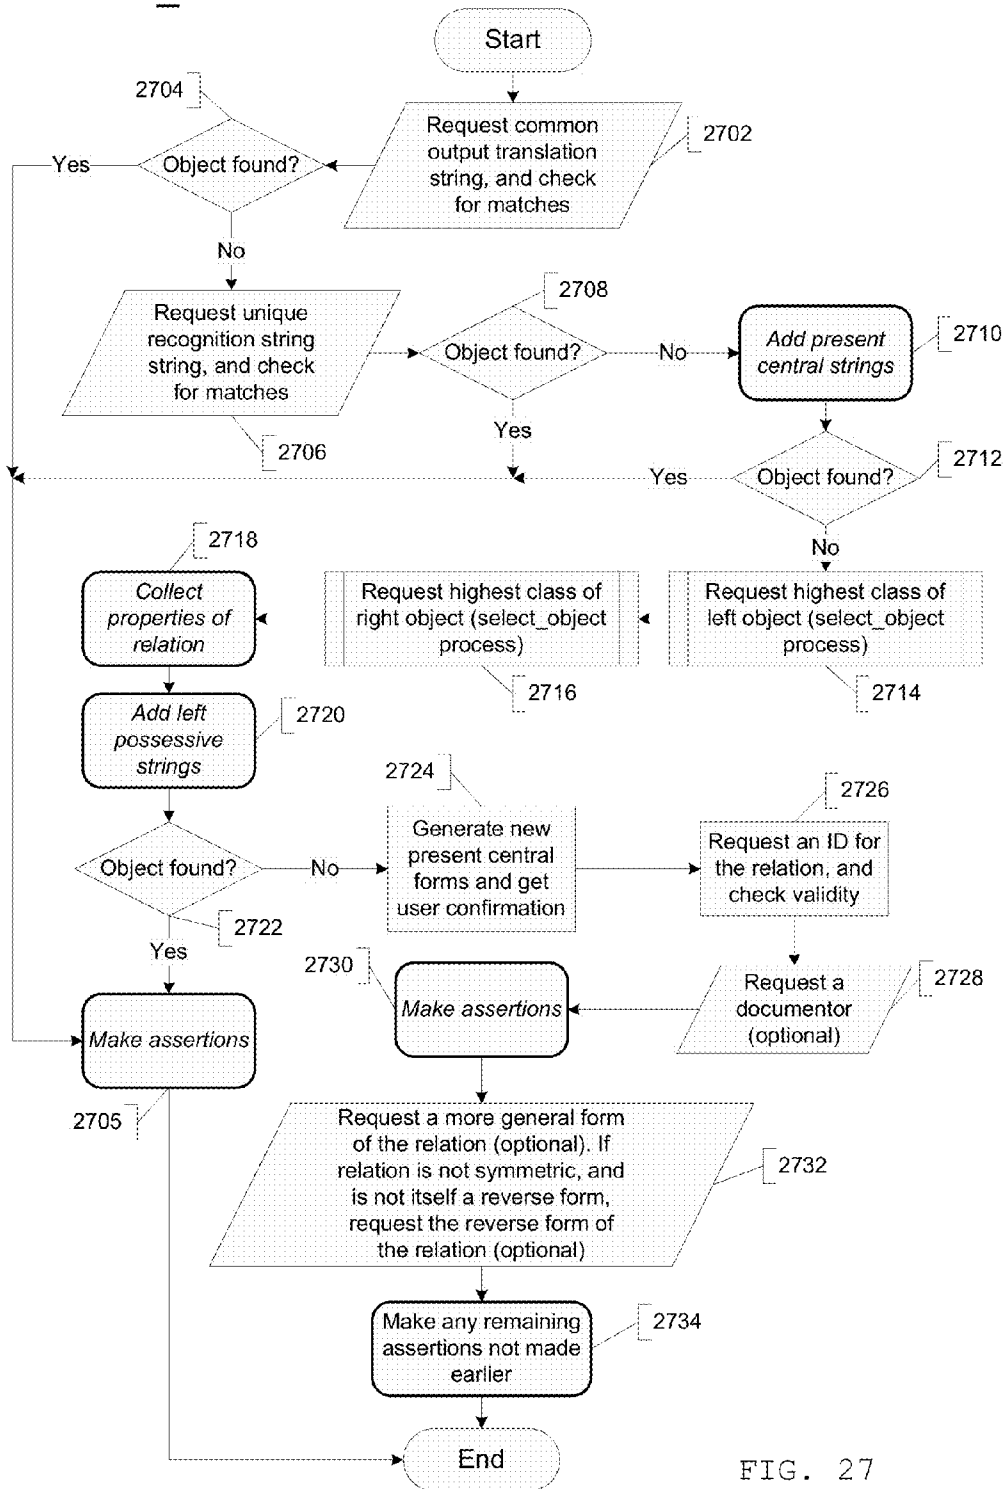 Start
2704
Request common
output translation
string, and check
for matches
2702
Yes
Object found?
No
Request unique
recognition string
string, and check
for matches
2706
2708
Object found?
No
Add present
central strings
2710
Yes
Object found?
2712
Yes
No
2718
Collect
properties of
relation
Request highest class of
right object (select_object
process)
2716
Request highest class of
left object (select_object
process)
2714
Add left
possessive
strings
2720
Object found?
No
2722
Yes
2724
Generate new
present central
forms and get
user confirmation
2726
Request an ID for
the relation, and
check validity
Request a
documentor
(optional)
2728
2730
Make assertions
Make assertions
2705
Request a more general form
of the relation (optional). If
relation is not symmetric, and
is not itself a reverse form,
request the reverse form of
the relation (optional)
2732
Make any remaining
assertions not made
earlier
2734
End
FIG. 27